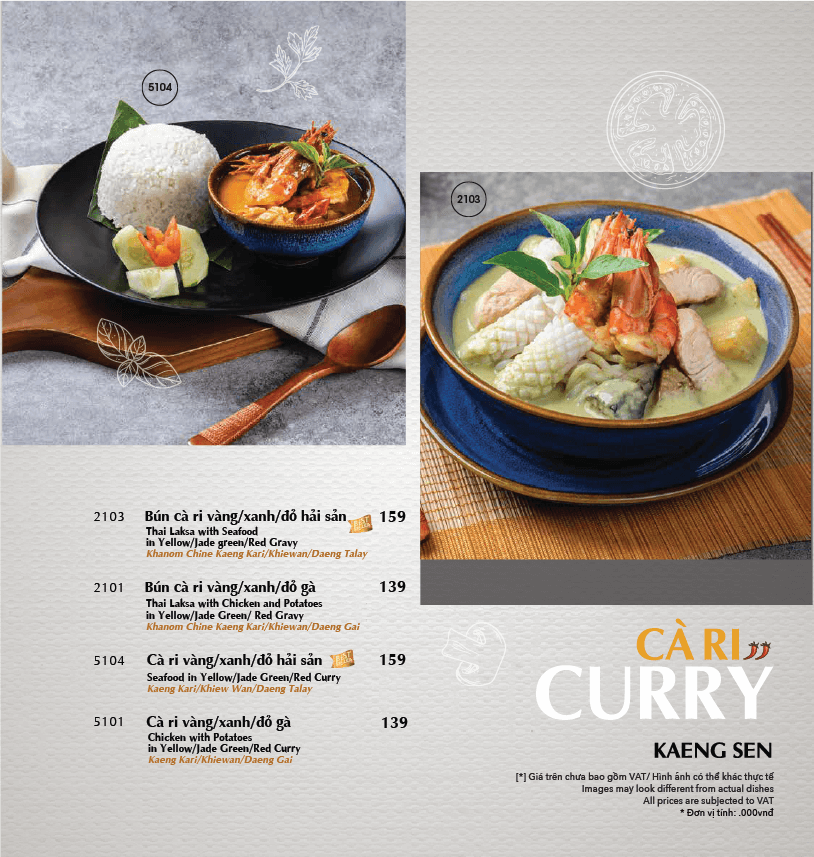 5104
2103
2103 Bún cà ri vàng/xanh/đỏ hải sản 159
Thai Laksa with Seafood
in Yellow/Jade green/Red Gravy
Khanom Chine Kaeng Kari/Khiewan/Daeng Talay
2101 Bún cà ri vàng/xanh/đỏ gà 139
Thai Laksa with Chicken and Potatoes
in Yellow/Jade Green/ Red Gravy
Khanom Chine Kaeng Kari/Khiewan/Daeng Gai
5104 Cà ri vàng/xanh/đỏ hải sản 159
Seafood in Yellow/Jade Green/Red Curry
Kaeng Kari/Khiew Wan/Daeng Talay
5101 Cà ri vàng/xanh/đỏ gà 139
Chicken with Potatoes
in Yellow/Jade Green/Red Curry
Kaeng Kari/Khiewan/Daeng Gai
CÀ RI
CURRY
KAENG SEN
[*] Giá trên chưa bao gồm VAT/ Hình ảnh có thể khác thực tế
Images may look different from actual dishes
All prices are subjected to VAT
* Đơn vị tính: .000vnđ